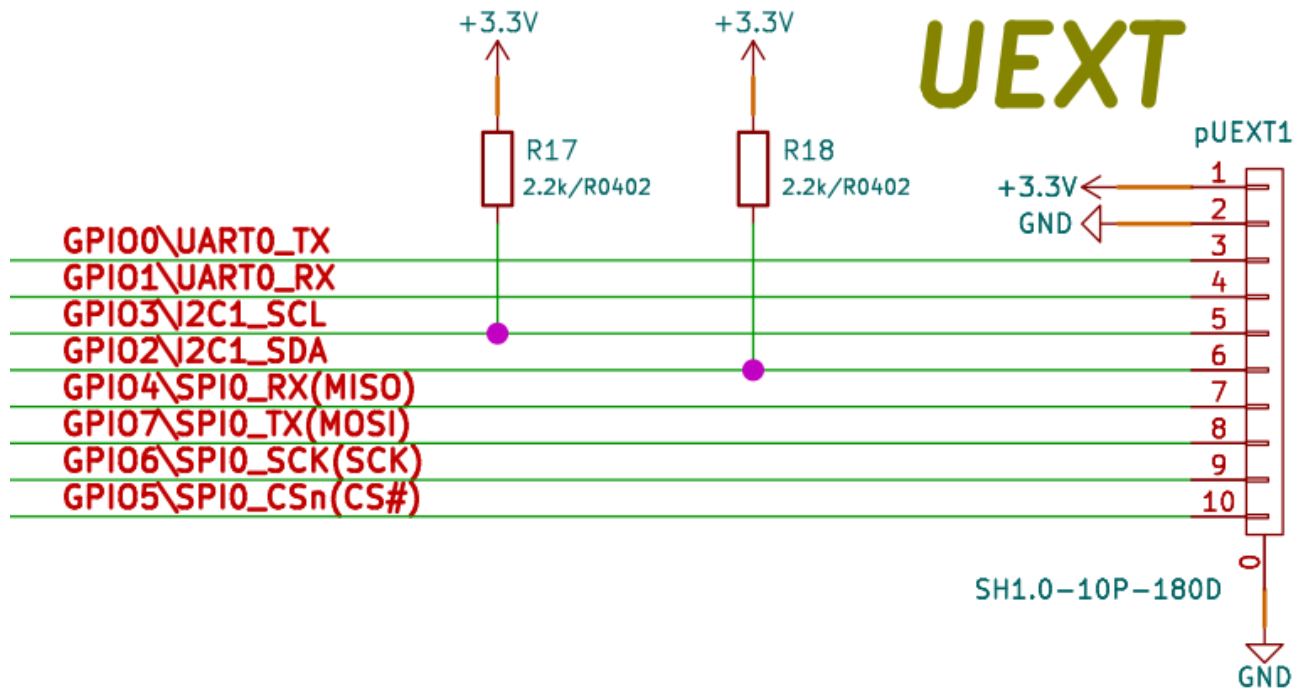 +3.3V
+3.3V
UEXT
pUEXT1
R17
2.2k/R0402
R18
2.2k/R0402
+3.3V
1
GND
2
GPIO0\UART0_TX
3
GPIO1\UART0_RX
4
GPIO3\I2C1_SCL
5
GPIO2\I2C1_SDA
6
GPIO4\SPI0_RX(MISO)
7
GPIO7\SPI0_TX(MOSI)
8
GPIO6\SPI0_SCK(SCK)
9
GPIO5\SPI0_CSn(CS#)
10
0
SH1.0-10P-180D
GND